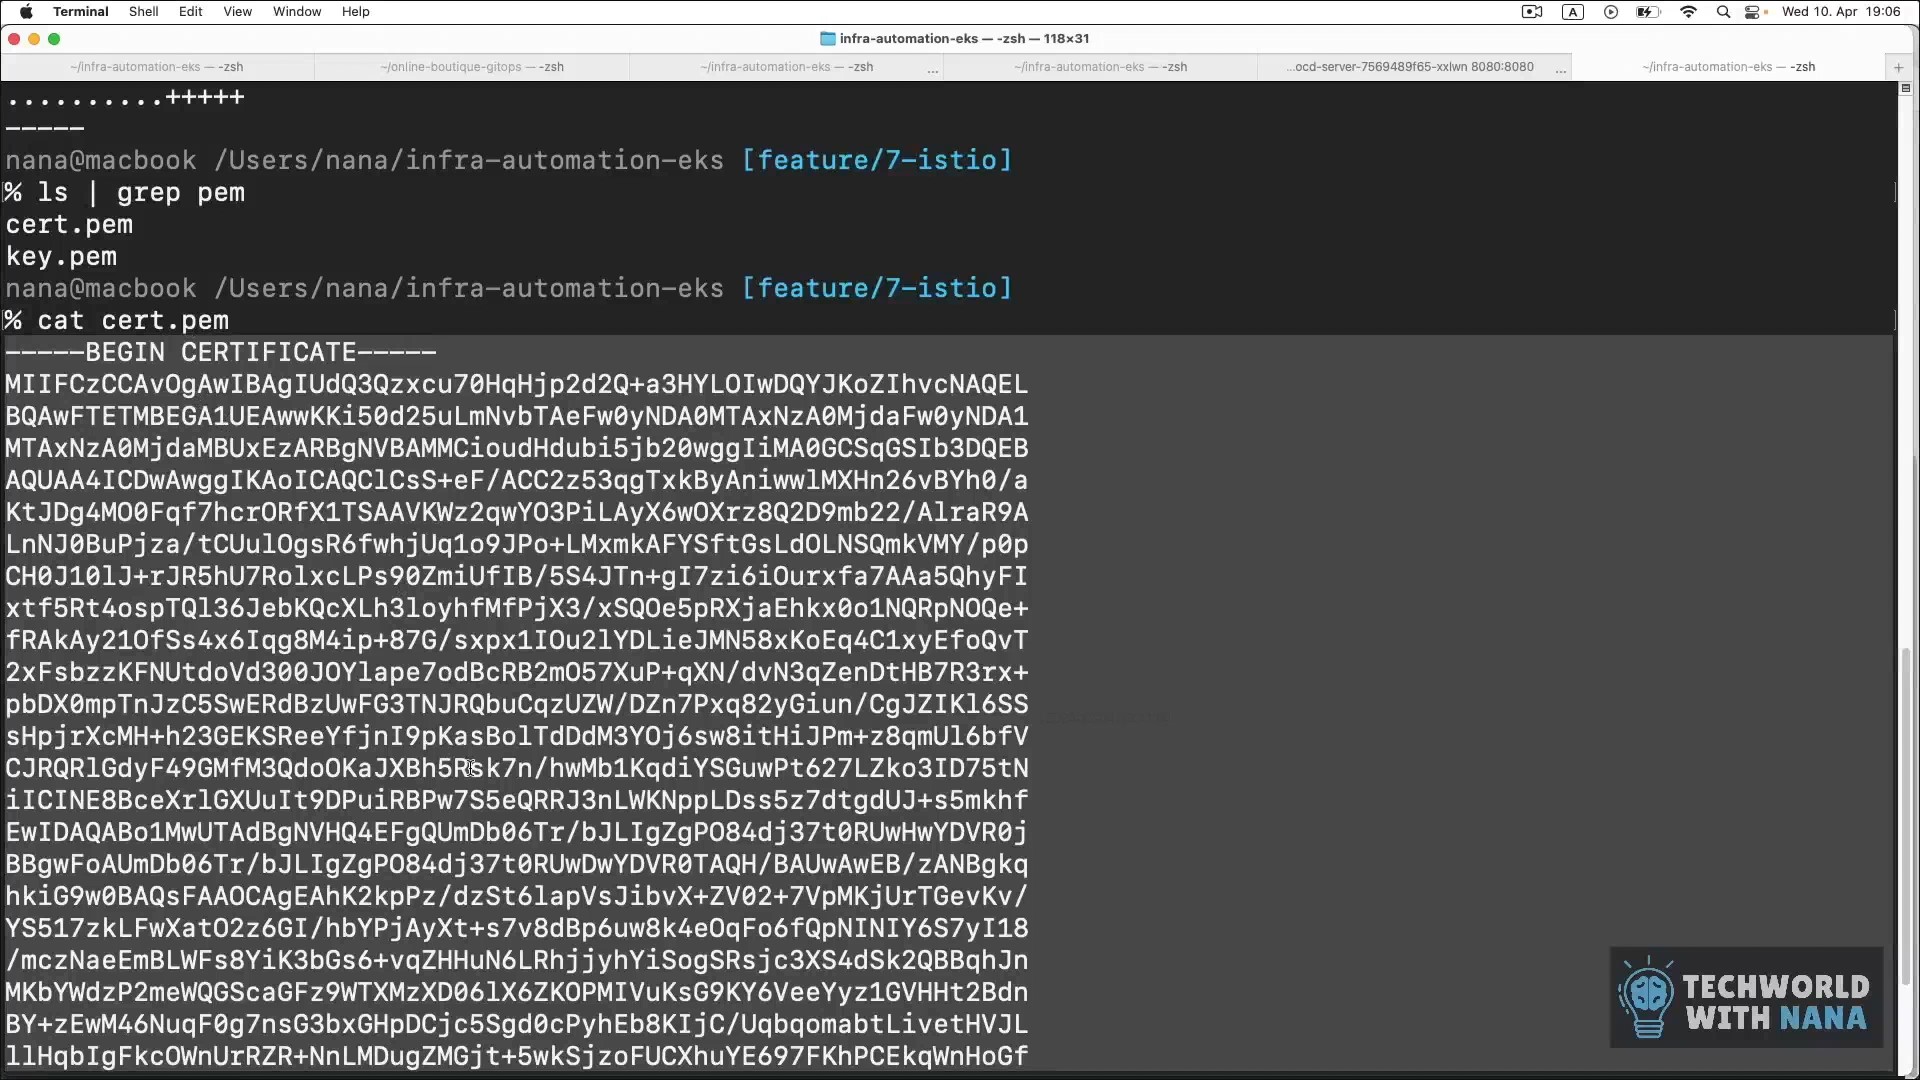 Terminal Shell Edit View Window Help A Wed 10. Apr 19:06
infra-automation-eks — -zsh — 118×31
~/infra-automation-eks — -zsh ~/online-boutique-gitops — -zsh ~/infra-automation-eks — -zsh ... ~/infra-automation-eks — -zsh ...ocd-server-7569489f65-xxlwn 8080:8080 ... ~/infra-automation-eks — -zsh +
..........+++++
-----
nana@macbook /Users/nana/infra-automation-eks [feature/7-istio]
% ls | grep pem
cert.pem
key.pem
nana@macbook /Users/nana/infra-automation-eks [feature/7-istio]
% cat cert.pem
-----BEGIN CERTIFICATE-----
MIIFCzCCAvOgAwIBAgIUdQ3Qzxcu70HqHjp2d2Q+a3HYLOIwDQYJKoZIhvcNAQEL
BQAwFTETMBEGA1UEAwwKKi50d25uLmNvbTAeFw0yNDA0MTAxNzA0MjdaFw0yNDA1
MTAxNzA0MjdaMBUxEzARBgNVBAMMCioudHdubi5jb20wggIiMA0GCSqGSIb3DQEB
AQUAA4ICDwAwggIKAoICAQClCsS+eF/ACC2z53qgTxkByAniwwlMXHn26vBYh0/a
KtJDg4MO0Fqf7hcrORfX1TSAAVKWz2qwYO3PiLAyX6wOXrz8Q2D9mb22/AlraR9A
LnNJ0BuPjza/tCUulOgsR6fwhjUq1o9JPo+LMxmkAFYSftGsLdOLNSQmkVMY/p0p
CH0J10lJ+rJR5hU7RolxcLPs90ZmiUfIB/5S4JTn+gI7zi6iOurxfa7AAa5QhyFI
xtf5Rt4ospTQl36JebKQcXLh3loyhfMfPjX3/xSQOe5pRXjaEhkx0o1NQRpNOQe+
fRAkAy21OfSs4x6Iqg8M4ip+87G/sxpx1IOu2lYDLieJMN58xKoEq4C1xyEfoQvT
2xFsbzzKFNUtdoVd300JOYlape7odBcRB2mO57XuP+qXN/dvN3qZenDtHB7R3rx+
pbDX0mpTnJzC5SwERdBzUwFG3TNJRQbuCqzUZW/DZn7Pxq82yGiun/CgJZIKl6SS
sHpjrXcMH+h23GEKSReeYfjnI9pKasBolTdDdM3YOj6sw8itHiJPm+z8qmUl6bfV
CJRQRlGdyF49GMfM3QdoOKaJXBh5Rsk7n/hwMb1KqdiYSGuwPt627LZko3ID75tN
iICINE8BceXrlGXUuIt9DPuiRBPw7S5eQRRJ3nLWKNppLDss5z7dtgdUJ+s5mkhf
EwIDAQABo1MwUTAdBgNVHQ4EFgQUmDb06Tr/bJLIgZgPO84dj37t0RUwHwYDVR0j
BBgwFoAUmDb06Tr/bJLIgZgPO84dj37t0RUwDwYDVR0TAQH/BAUwAwEB/zANBgkq
hkiG9w0BAQsFAAOCAgEAhK2kpPz/dzSt6lapVsJibvX+ZV02+7VpMKjUrTGevKv/
YS517zkLFwXatO2z6GI/hbYPjAyXt+s7v8dBp6uw8k4eOqFo6fQpNINIY6S7yI18
/mczNaeEmBLWFs8YiK3bGs6+vqZHHuN6LRhjjyhYiSogSRsjc3XS4dSk2QBBqhJn
MKbYWdzP2meWQGScaGFz9WTXMzXD06lX6ZKOPMIVuKsG9KY6VeeYyz1GVHHt2Bdn
BY+zEwM46NuqF0g7nsG3bxGHpDCjc5Sgd0cPyhEb8KIjC/UqbqomabtLivetHVJL
llHqbIgFkcOWnUrRZR+NnLMDugZMGjt+5wkSjzoFUCXhuYE697FKhPCEkqWnHoGf
TECHWORLD
WITH NANA